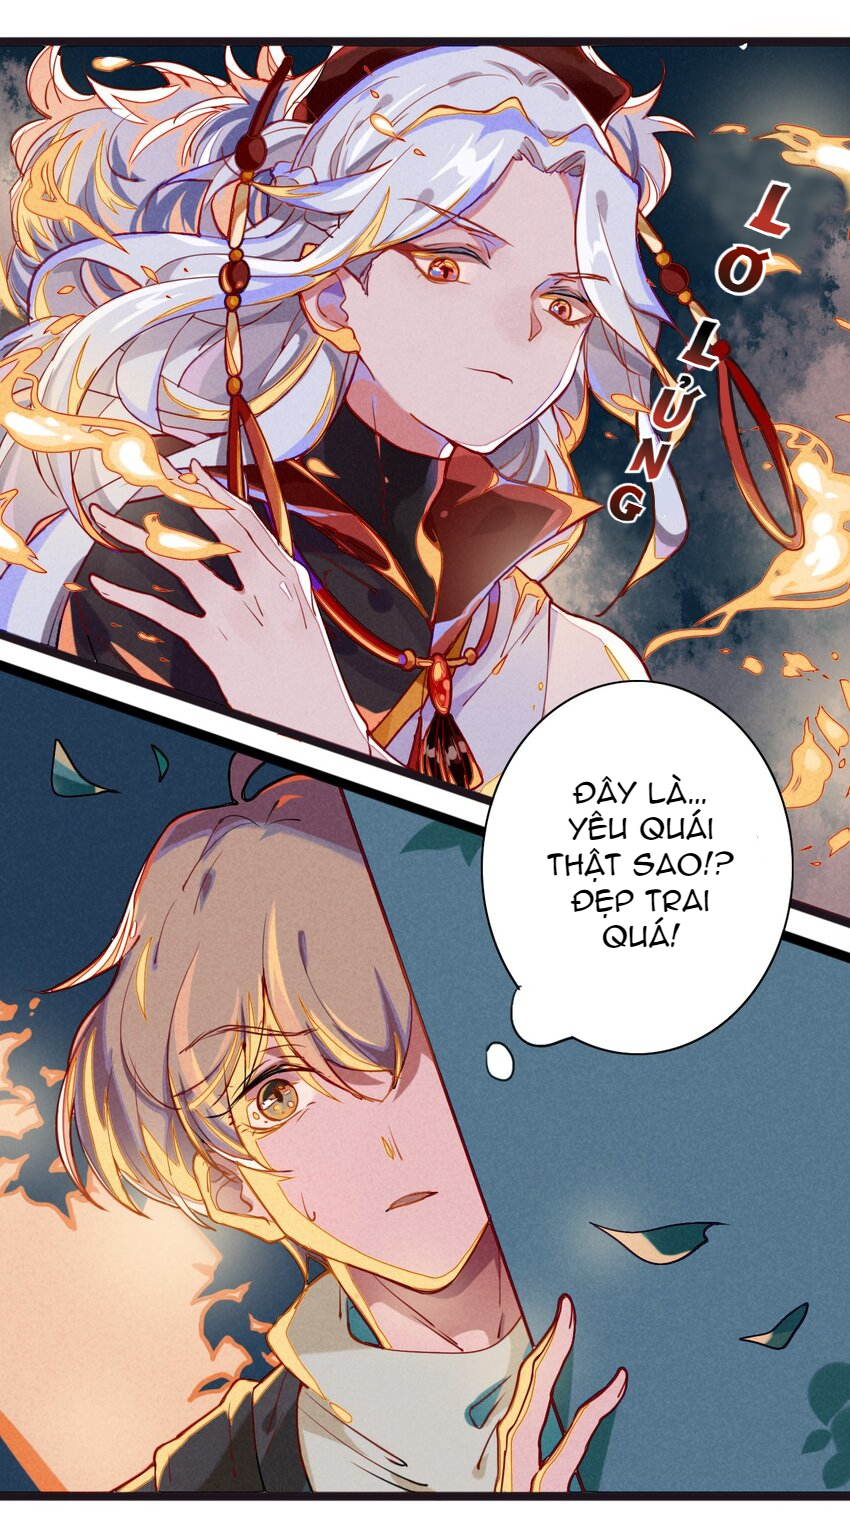 LƠ LỬNG
ĐÂY LÀ...
YÊU QUÁI
THẬT SAO!?
ĐẸP TRAI
QUÁ!